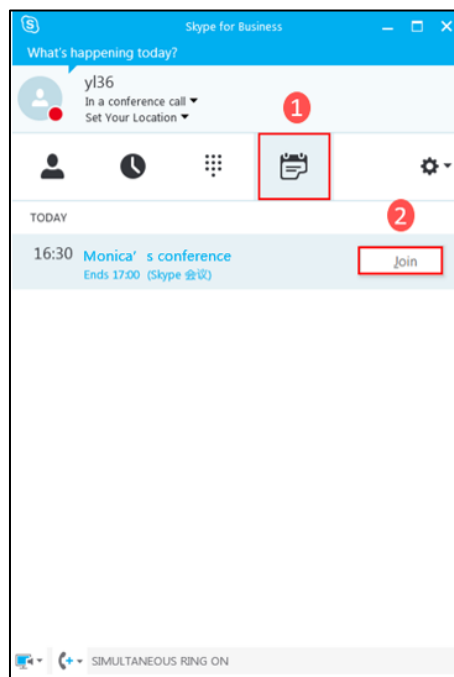 Skype for Business
What's happening today?
yl36
In a conference call
Set Your Location
1
TODAY
2
16:30 Monica's conference Join
Ends 17:00 (Skype 会议)
SIMULTANEOUS RING ON